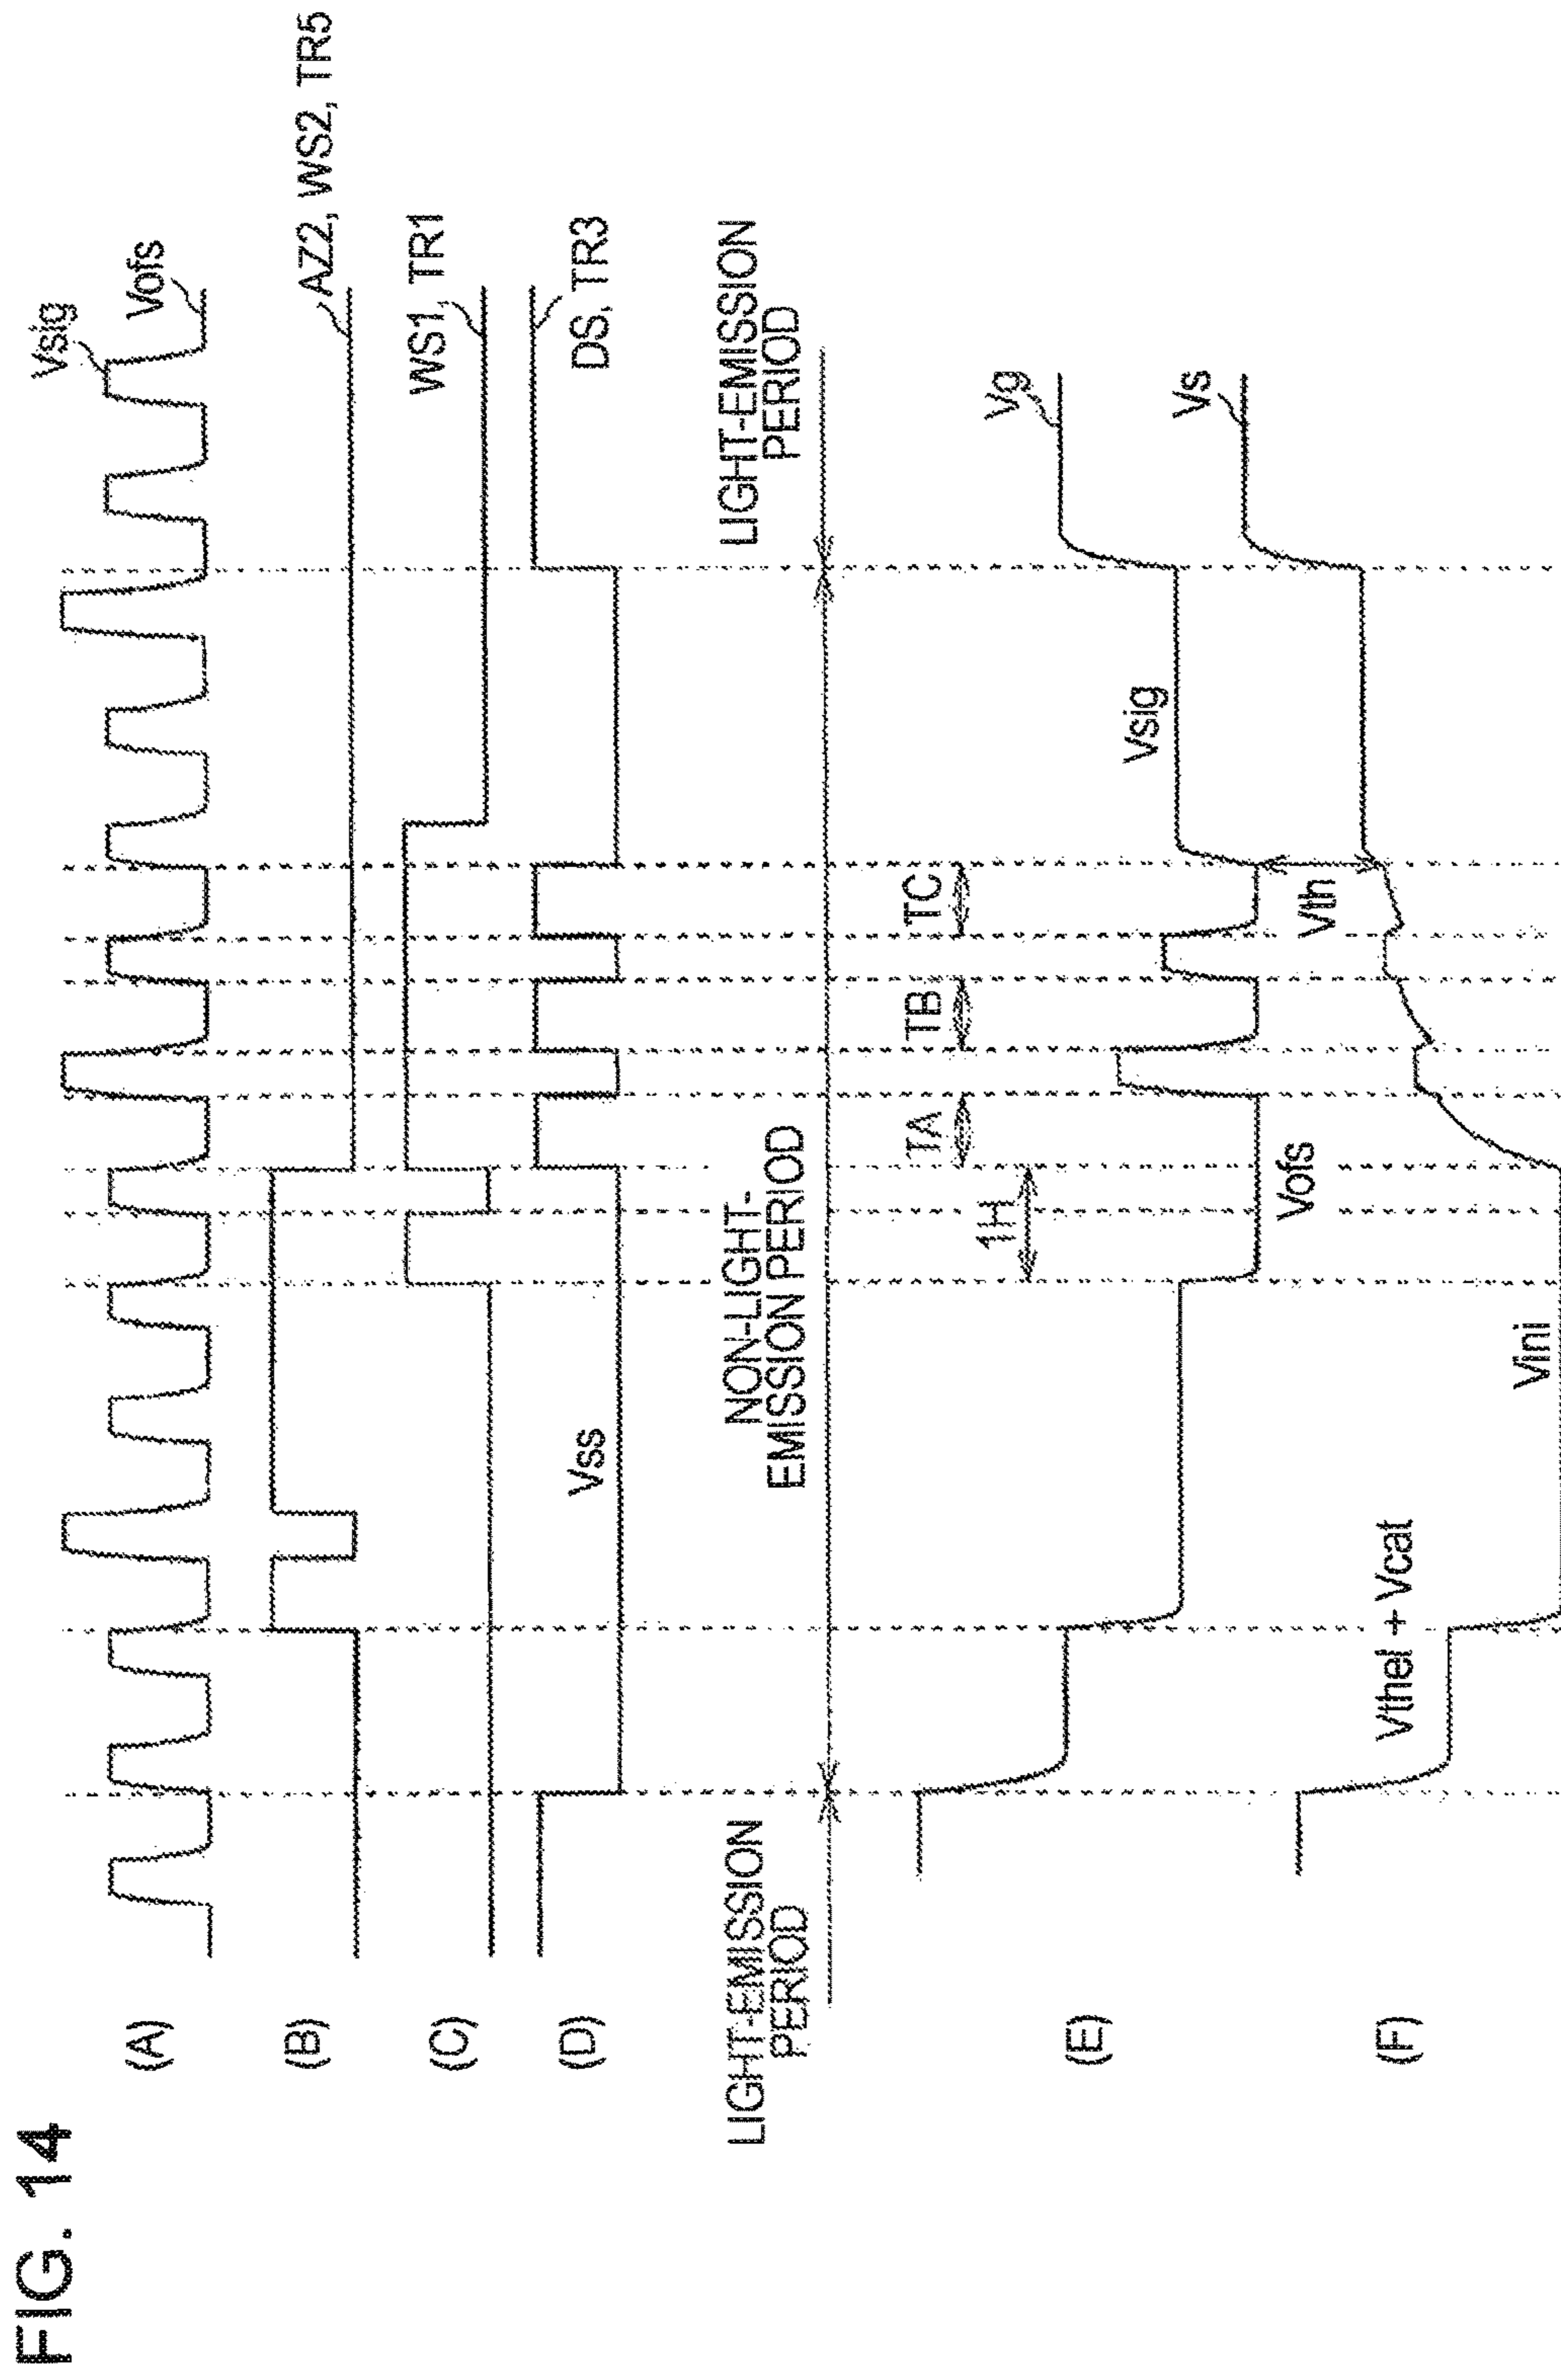 FIG. 14
(A)
Vsig
Vofs
(B)
AZ2, WS2, TR5
(C)
WS1, TR1
(D)
Vss
DS, TR3
LIGHT-EMISSION
PERIOD
NON-LIGHT-
EMISSION PERIOD
LIGHT-EMISSION
PERIOD
1H
TA
TB
TC
(E)
Vofs
Vsig
Vg
Vth
(F)
Vthel + Vcat
Vini
Vs